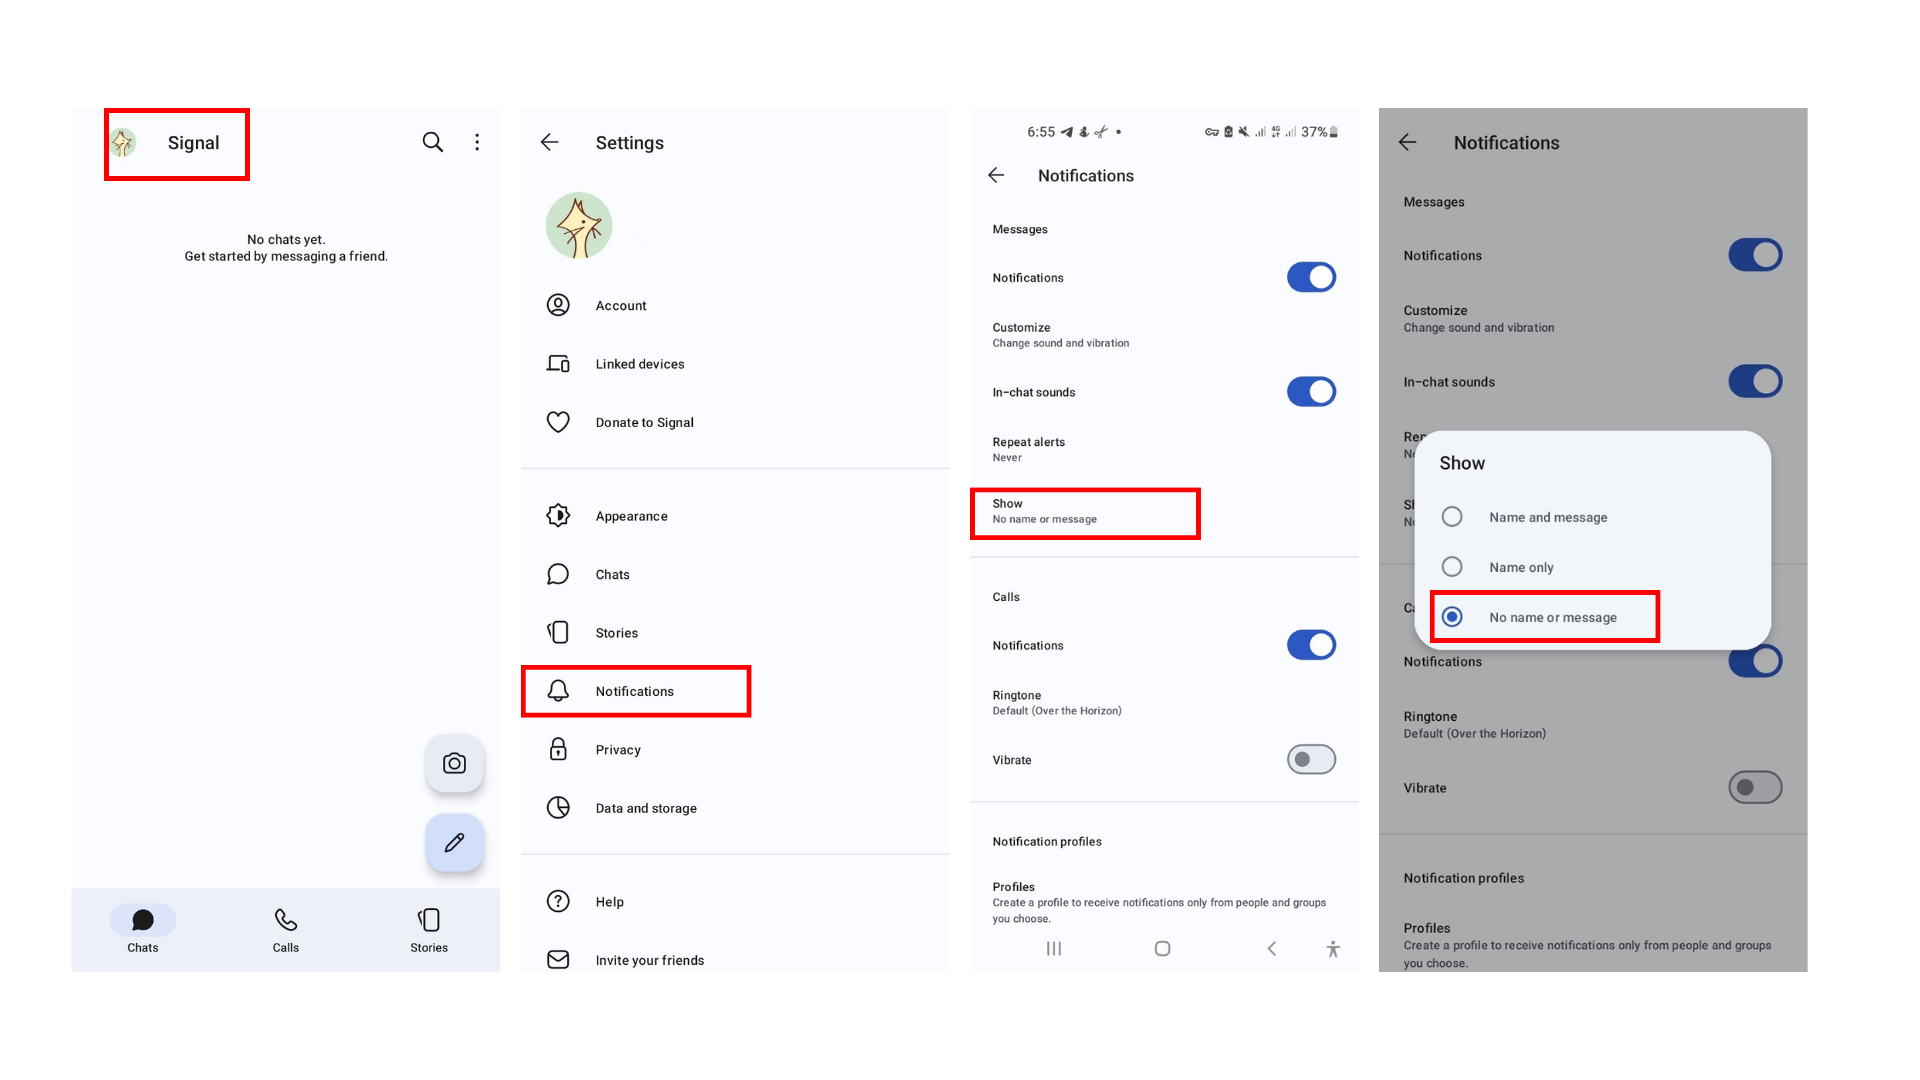 Signal
No chats yet.
Get started by messaging a friend.
Chats
Calls
Stories
Settings
Account
Linked devices
Donate to Signal
Appearance
Chats
Stories
Notifications
Privacy
Data and storage
Help
Invite your friends
6:55
4G
37%
Notifications
Messages
Notifications
Customize
Change sound and vibration
In-chat sounds
Repeat alerts
Never
Show
No name or message
Calls
Notifications
Ringtone
Default (Over the Horizon)
Vibrate
Notification profiles
Profiles
Create a profile to receive notifications only from people and groups
you choose.
Notifications
Messages
Notifications
Customize
Change sound and vibration
In-chat sounds
Show
Name and message
Name only
No name or message
Notifications
Ringtone
Default (Over the Horizon)
Vibrate
Notification profiles
Profiles
Create a profile to receive notifications only from people and groups
you choose.